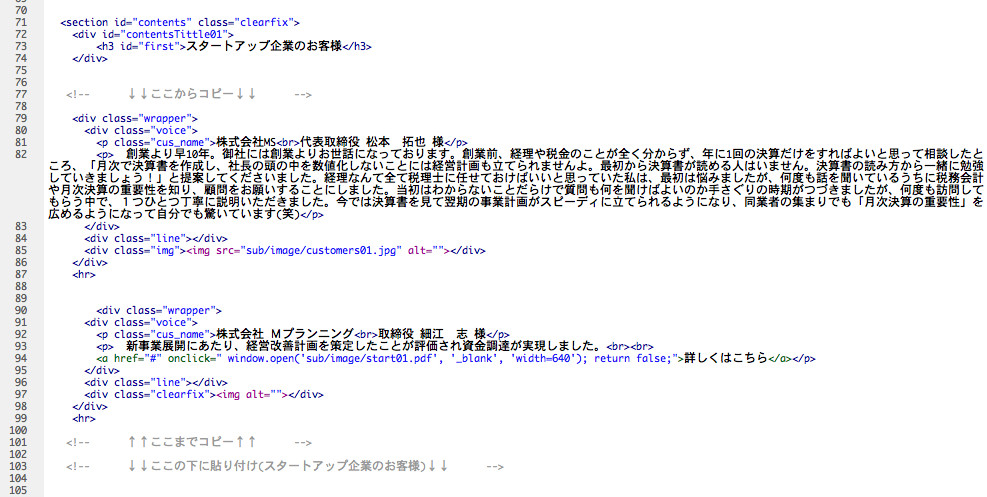 70
71 <section id="contents" class="clearfix">
72 <div id="contentsTittle01">
73 <h3 id="first">スタートアップ企業のお客様</h3>
74 </div>
75
76
77 <!-- ↓↓ここからコピー↓↓ -->
78
79 <div class="wrapper">
80 <div class="voice">
81 <p class="cus_name">株式会社MS<br>代表取締役 松本　拓也 様</p>
82 <p>　創業より早10年。御社には創業よりお世話になっております。創業前、経理や税金のことが全く分からず、年に1回の決算だけをすればよいと思って相談したと
ころ、「月次で決算書を作成し、社長の頭の中を数値化しないことには経営計画も立てられませんよ。最初から決算書が読める人はいません。決算書の読み方から一緒に勉強
していきましょう！」と提案してくださいました。経理なんて全て税理士に任せておけばいいと思っていた私は、最初は悩みましたが、何度も話を聞いているうちに税務会計
や月次決算の重要性を知り、顧問をお願いすることにしました。当初はわからないことだらけで質問も何を聞けばよいのか手さぐりの時期がつづきましたが、何度も訪問して
もらう中で、１つひとつ丁寧に説明いただきました。今では決算書を見て翌期の事業計画がスピーディに立てられるようになり、同業者の集まりでも「月次決算の重要性」を
広めるようになって自分でも驚いています(笑)</p>
83 </div>
84 <div class="line"></div>
85 <div class="img"><img src="sub/image/customers01.jpg" alt=""></div>
86 </div>
87 <hr>
88
89
90 <div class="wrapper">
91 <div class="voice">
92 <p class="cus_name">株式会社 Ｍプランニング<br>取締役 細江　志 様</p>
93 <p>　新事業展開にあたり、経営改善計画を策定したことが評価され資金調達が実現しました。<br><br>
94 <a href="#" onclick=" window.open('sub/image/start01.pdf', '_blank', 'width=640'); return false;">詳しくはこちら</a></p>
95 </div>
96 <div class="line"></div>
97 <div class="clearfix"><img alt=""></div>
98 </div>
99 <hr>
100
101 <!-- ↑↑ここまでコピー↑↑ -->
102
103 <!-- ↓↓ここの下に貼り付け(スタートアップ企業のお客様)↓↓ -->
104
105